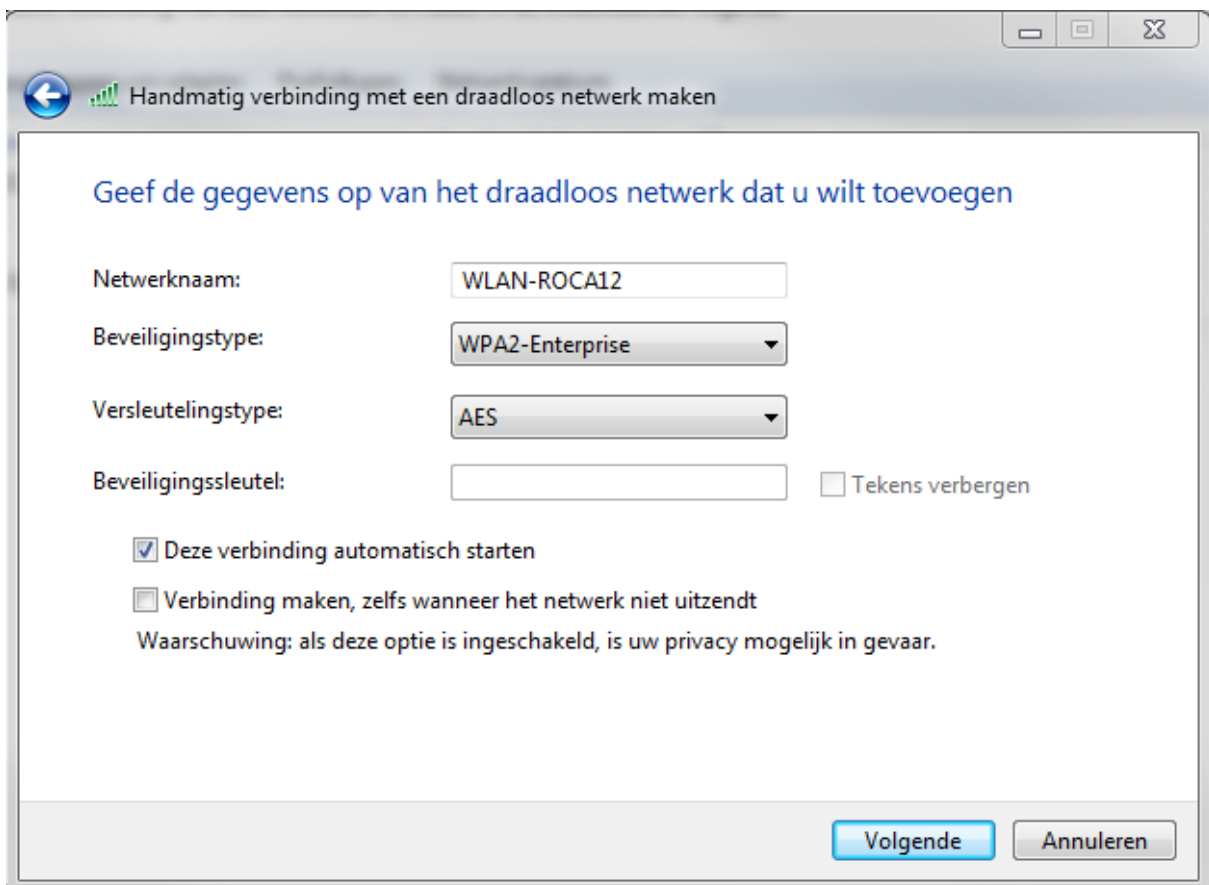 Handmatig verbinding met een draadloos netwerk maken
Geef de gegevens op van het draadloos netwerk dat u wilt toevoegen
Netwerknaam: WLAN-ROCA12
Beveiligingstype: WPA2-Enterprise
Versleutelingstype: AES
Beveiligingssleutel: Tekens verbergen
Deze verbinding automatisch starten
Verbinding maken, zelfs wanneer het netwerk niet uitzendt
Waarschuwing: als deze optie is ingeschakeld, is uw privacy mogelijk in gevaar.
Volgende Annuleren